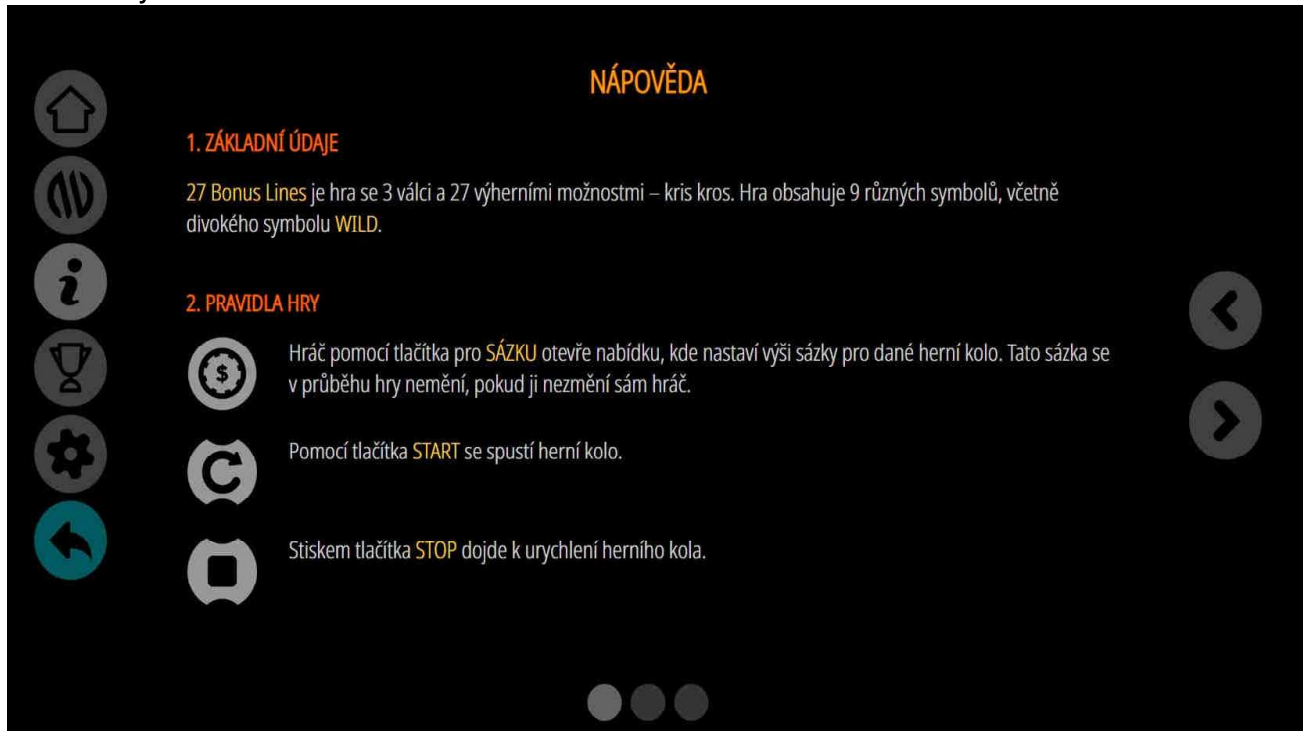 NÁPOVĚDA
1. ZÁKLADNÍ ÚDAJE
27 Bonus Lines je hra se 3 válci a 27 výherními možnostmi – kris kros. Hra obsahuje 9 různých symbolů, včetně
divokého symbolu WILD.
2. PRAVIDLA HRY
Hráč pomocí tlačítka pro SÁZKU otevře nabídku, kde nastaví výši sázky pro dané herní kolo. Tato sázka se
v průběhu hry nemění, pokud ji nezmění sám hráč.
Pomocí tlačítka START se spustí herní kolo.
Stiskem tlačítka STOP dojde k urychlení herního kola.